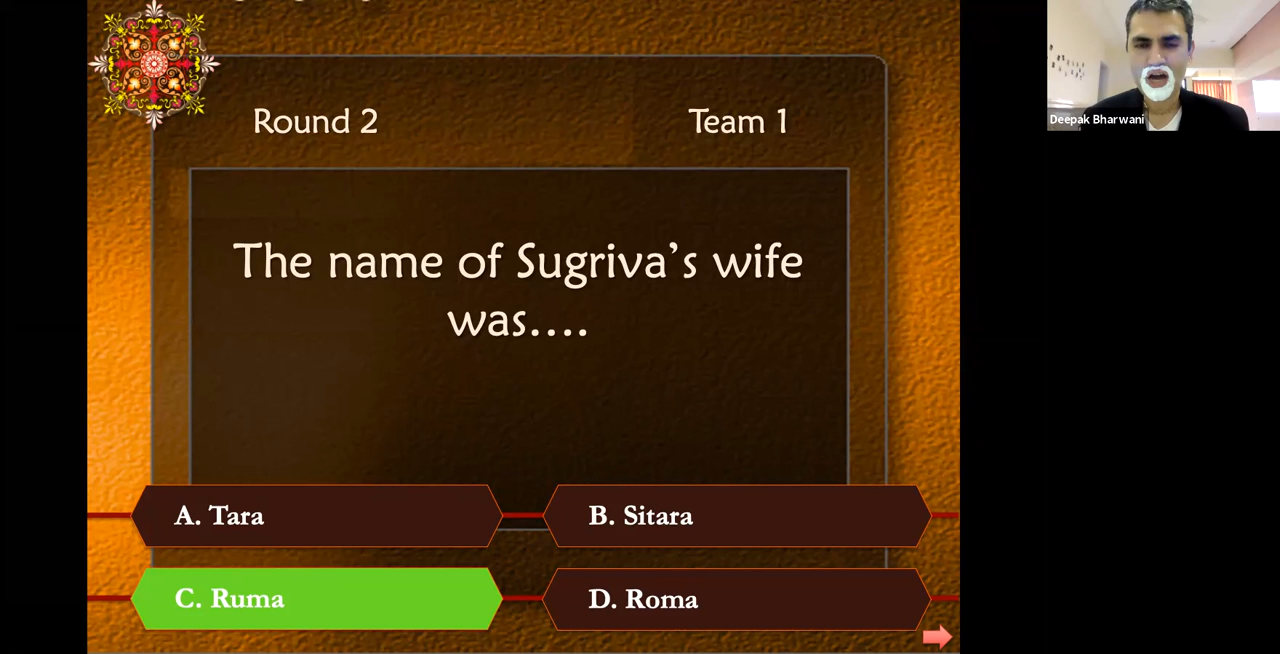 Round 2
Team 1
The name of Sugriva's wife
was....
A. Tara
B. Sitara
C. Ruma
D. Roma
Deepak Bharwani